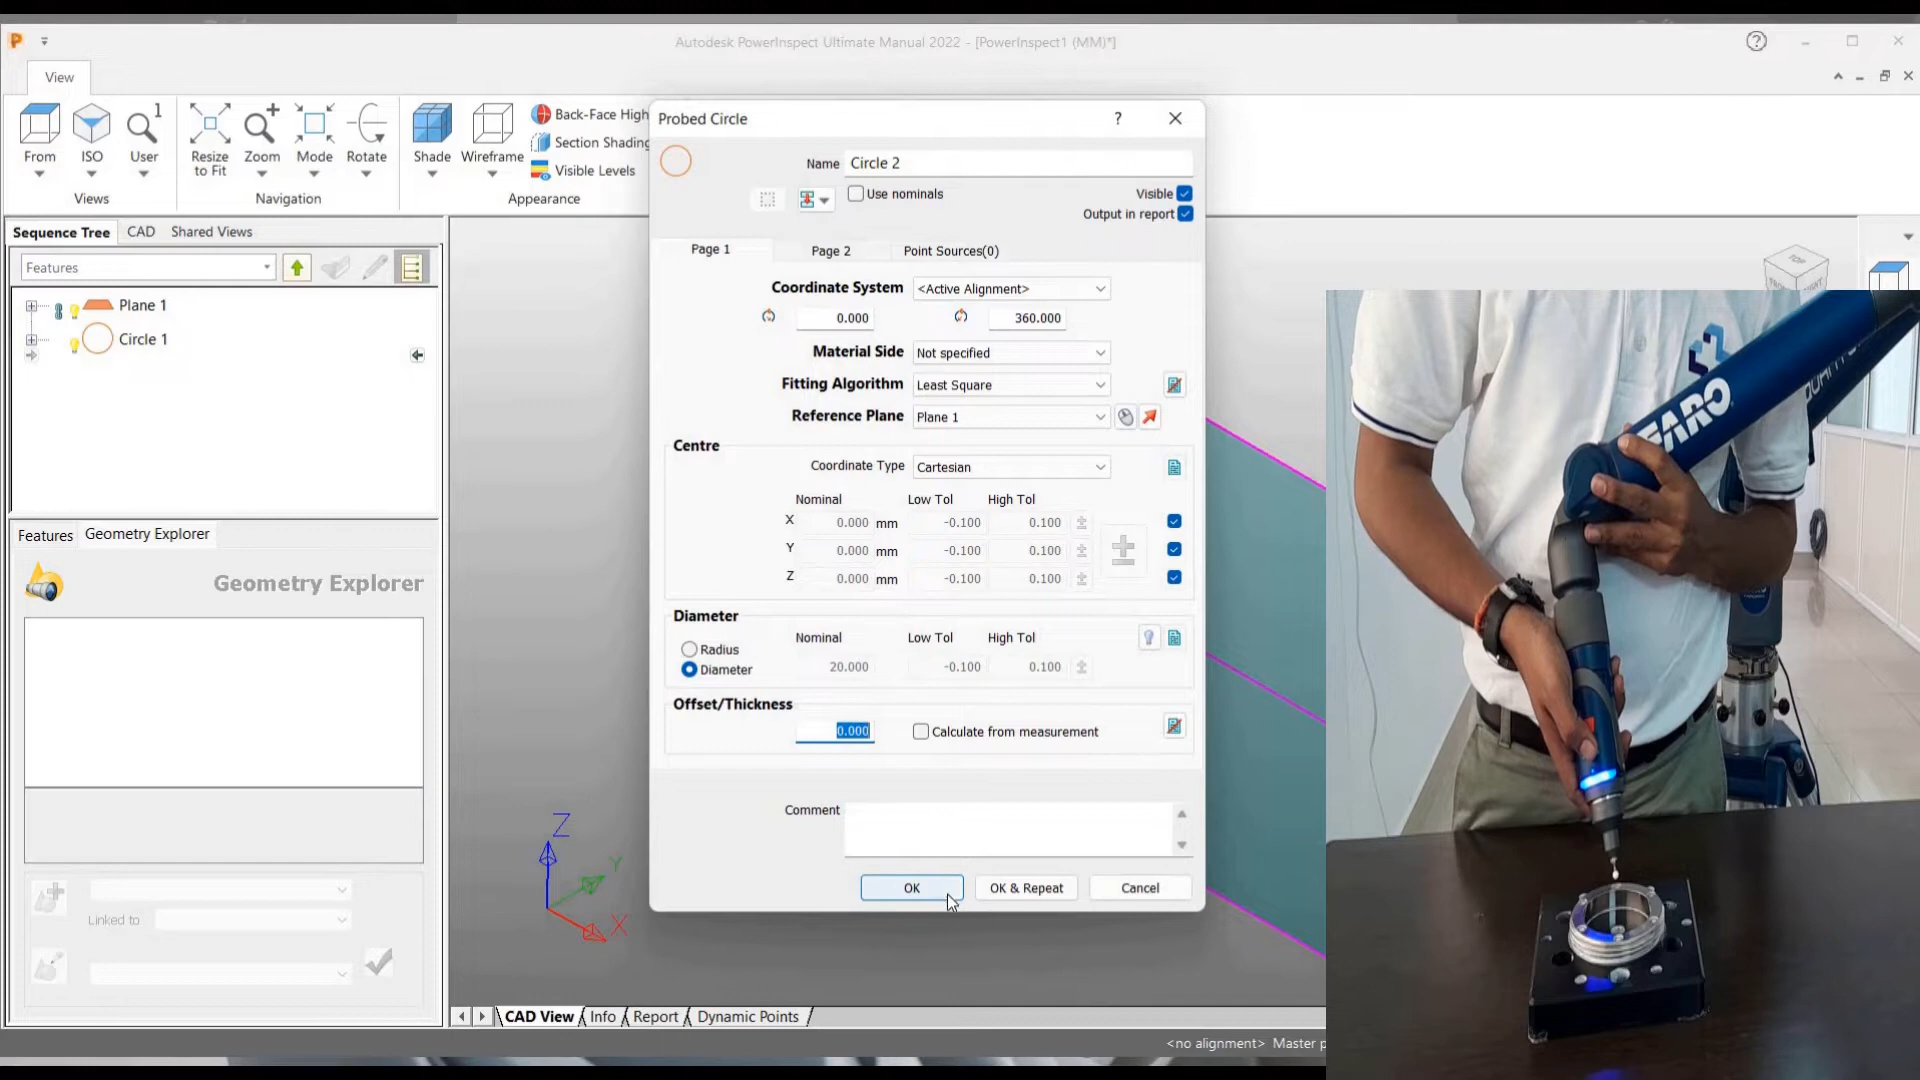 Autodesk PowerInspect Ultimate Manual 2022 - [PowerInspect1 (MM)*]
View
From
ISO
User
Resize to Fit
Zoom
Mode
Rotate
Shade
Wireframe
Back-Face High
Section Shading
Visible Levels
Views
Navigation
Appearance
Sequence Tree
CAD
Shared Views
Features
Plane 1
Circle 1
Features
Geometry Explorer
Geometry Explorer
Linked to
Probed Circle
?
Name
Circle 2
Use nominals
Visible
Output in report
Page 1
Page 2
Point Sources(0)
Coordinate System
<Active Alignment>
0.000
360.000
Material Side
Not specified
Fitting Algorithm
Least Square
Reference Plane
Plane 1
Centre
Coordinate Type
Cartesian
Nominal
Low Tol
High Tol
X 0.000 mm -0.100 0.100
Y 0.000 mm -0.100 0.100
Z 0.000 mm -0.100 0.100
Diameter
Nominal
Low Tol
High Tol
Radius
Diameter
20.000 -0.100 0.100
Offset/Thickness
0.000
Calculate from measurement
Comment
OK
OK & Repeat
Cancel
Z
Y
X
TOP
CAD View
Info
Report
Dynamic Points
<no alignment> Master p
FARO